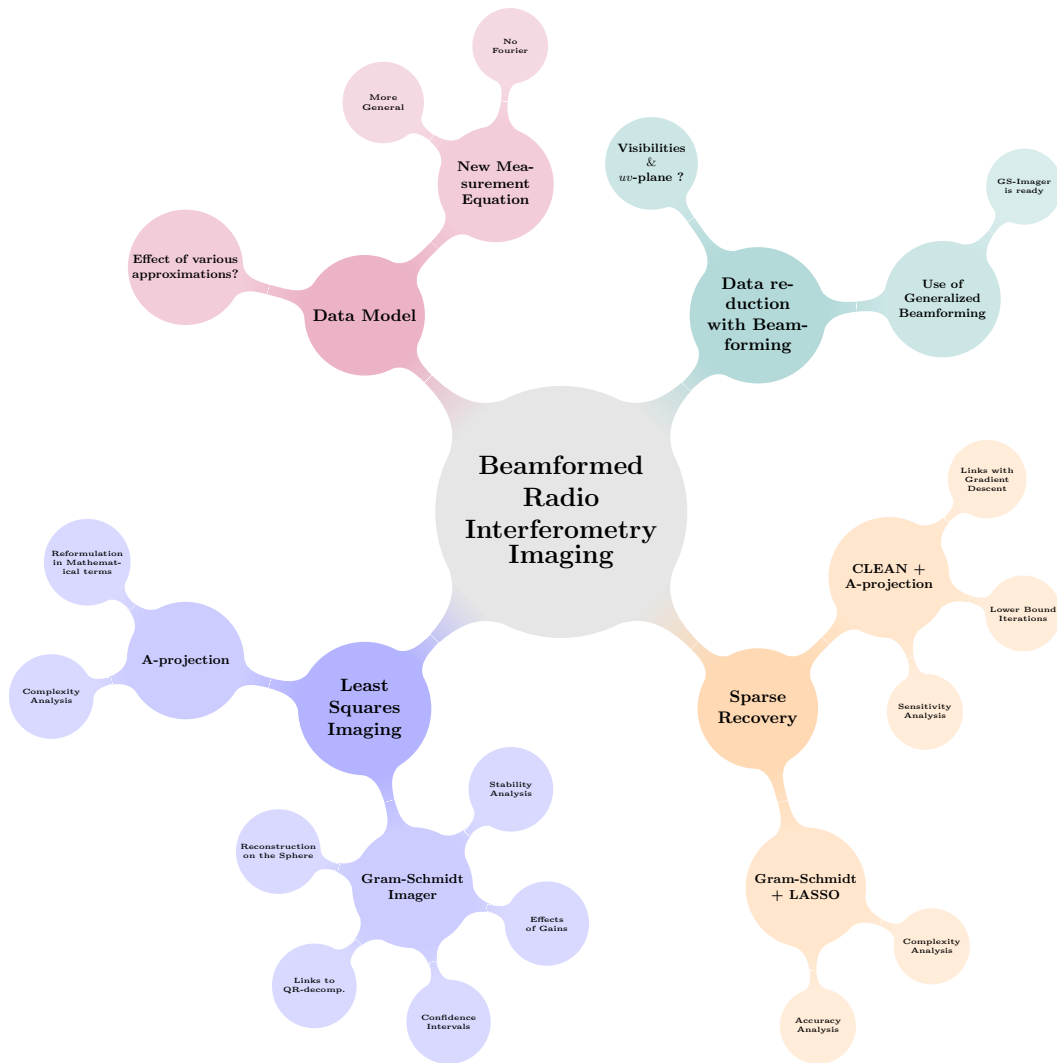 Beamformed
Radio
Interferometry
Imaging
Data Model
Effect of various
approximations?
New Mea-
surement
Equation
More
General
No
Fourier
Data re-
duction
with Beam-
forming
Visibilities
&
uv-plane ?
Use of
Generalized
Beamforming
GS-Imager
is ready
Least
Squares
Imaging
A-projection
Reformulation
in Mathemat-
ical terms
Complexity
Analysis
Gram-Schmidt
Imager
Stability
Analysis
Reconstruction
on the Sphere
Effects
of Gains
Links to
QR-decomp.
Confidence
Intervals
Sparse
Recovery
CLEAN +
A-projection
Links with
Gradient
Descent
Lower Bound
Iterations
Sensitivity
Analysis
Gram-Schmidt
+ LASSO
Complexity
Analysis
Accuracy
Analysis